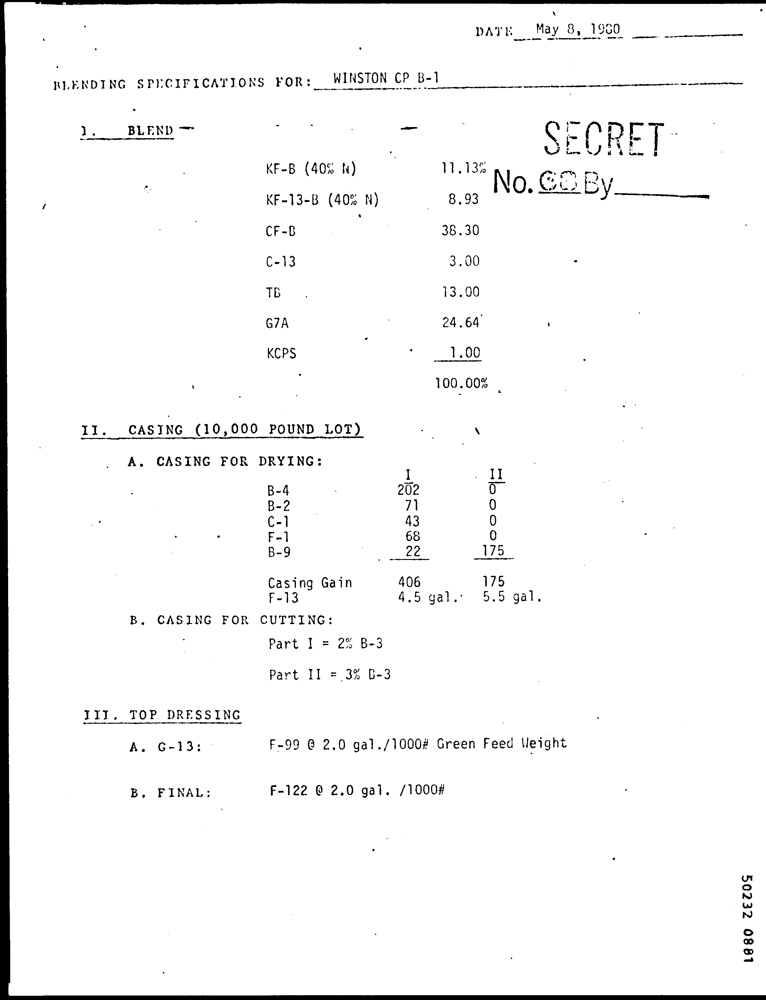 DATE May 8, 1980
BLENDING SPECIFICATIONS FOR: WINSTON CP B-1
1. BLEND
SECRET
No. By
KF-B (40% N) 11.13%
KF-13-B (40% N) 8.93
CF-B 38.30
C-13 3.00
TB 13.00
G7A 24.64
KCPS 1.00
100.00%
II. CASING (10,000 POUND LOT)
A. CASING FOR DRYING:
I II
B-4 202 0
B-2 71 0
C-1 43 0
F-1 68 0
B-9 22 175
Casing Gain 406 175
F-13 4.5 gal. 5.5 gal.
B. CASING FOR CUTTING:
Part I = 2% B-3
Part II = 3% B-3
III. TOP DRESSING
A. G-13: F-99 @ 2.0 gal./1000# Green Feed Weight
B. FINAL: F-122 @ 2.0 gal. /1000#
50232 0881